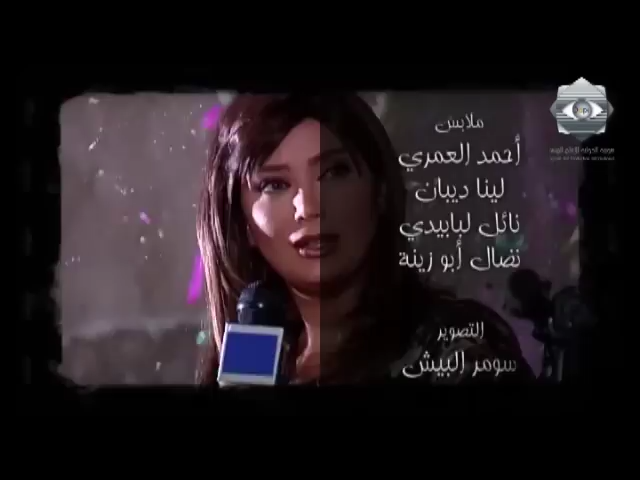 ملابس
أحمد العمري
لينا ديبان
نائل لبابيدي
نضال أبو زينة
التصوير
سومر البيش